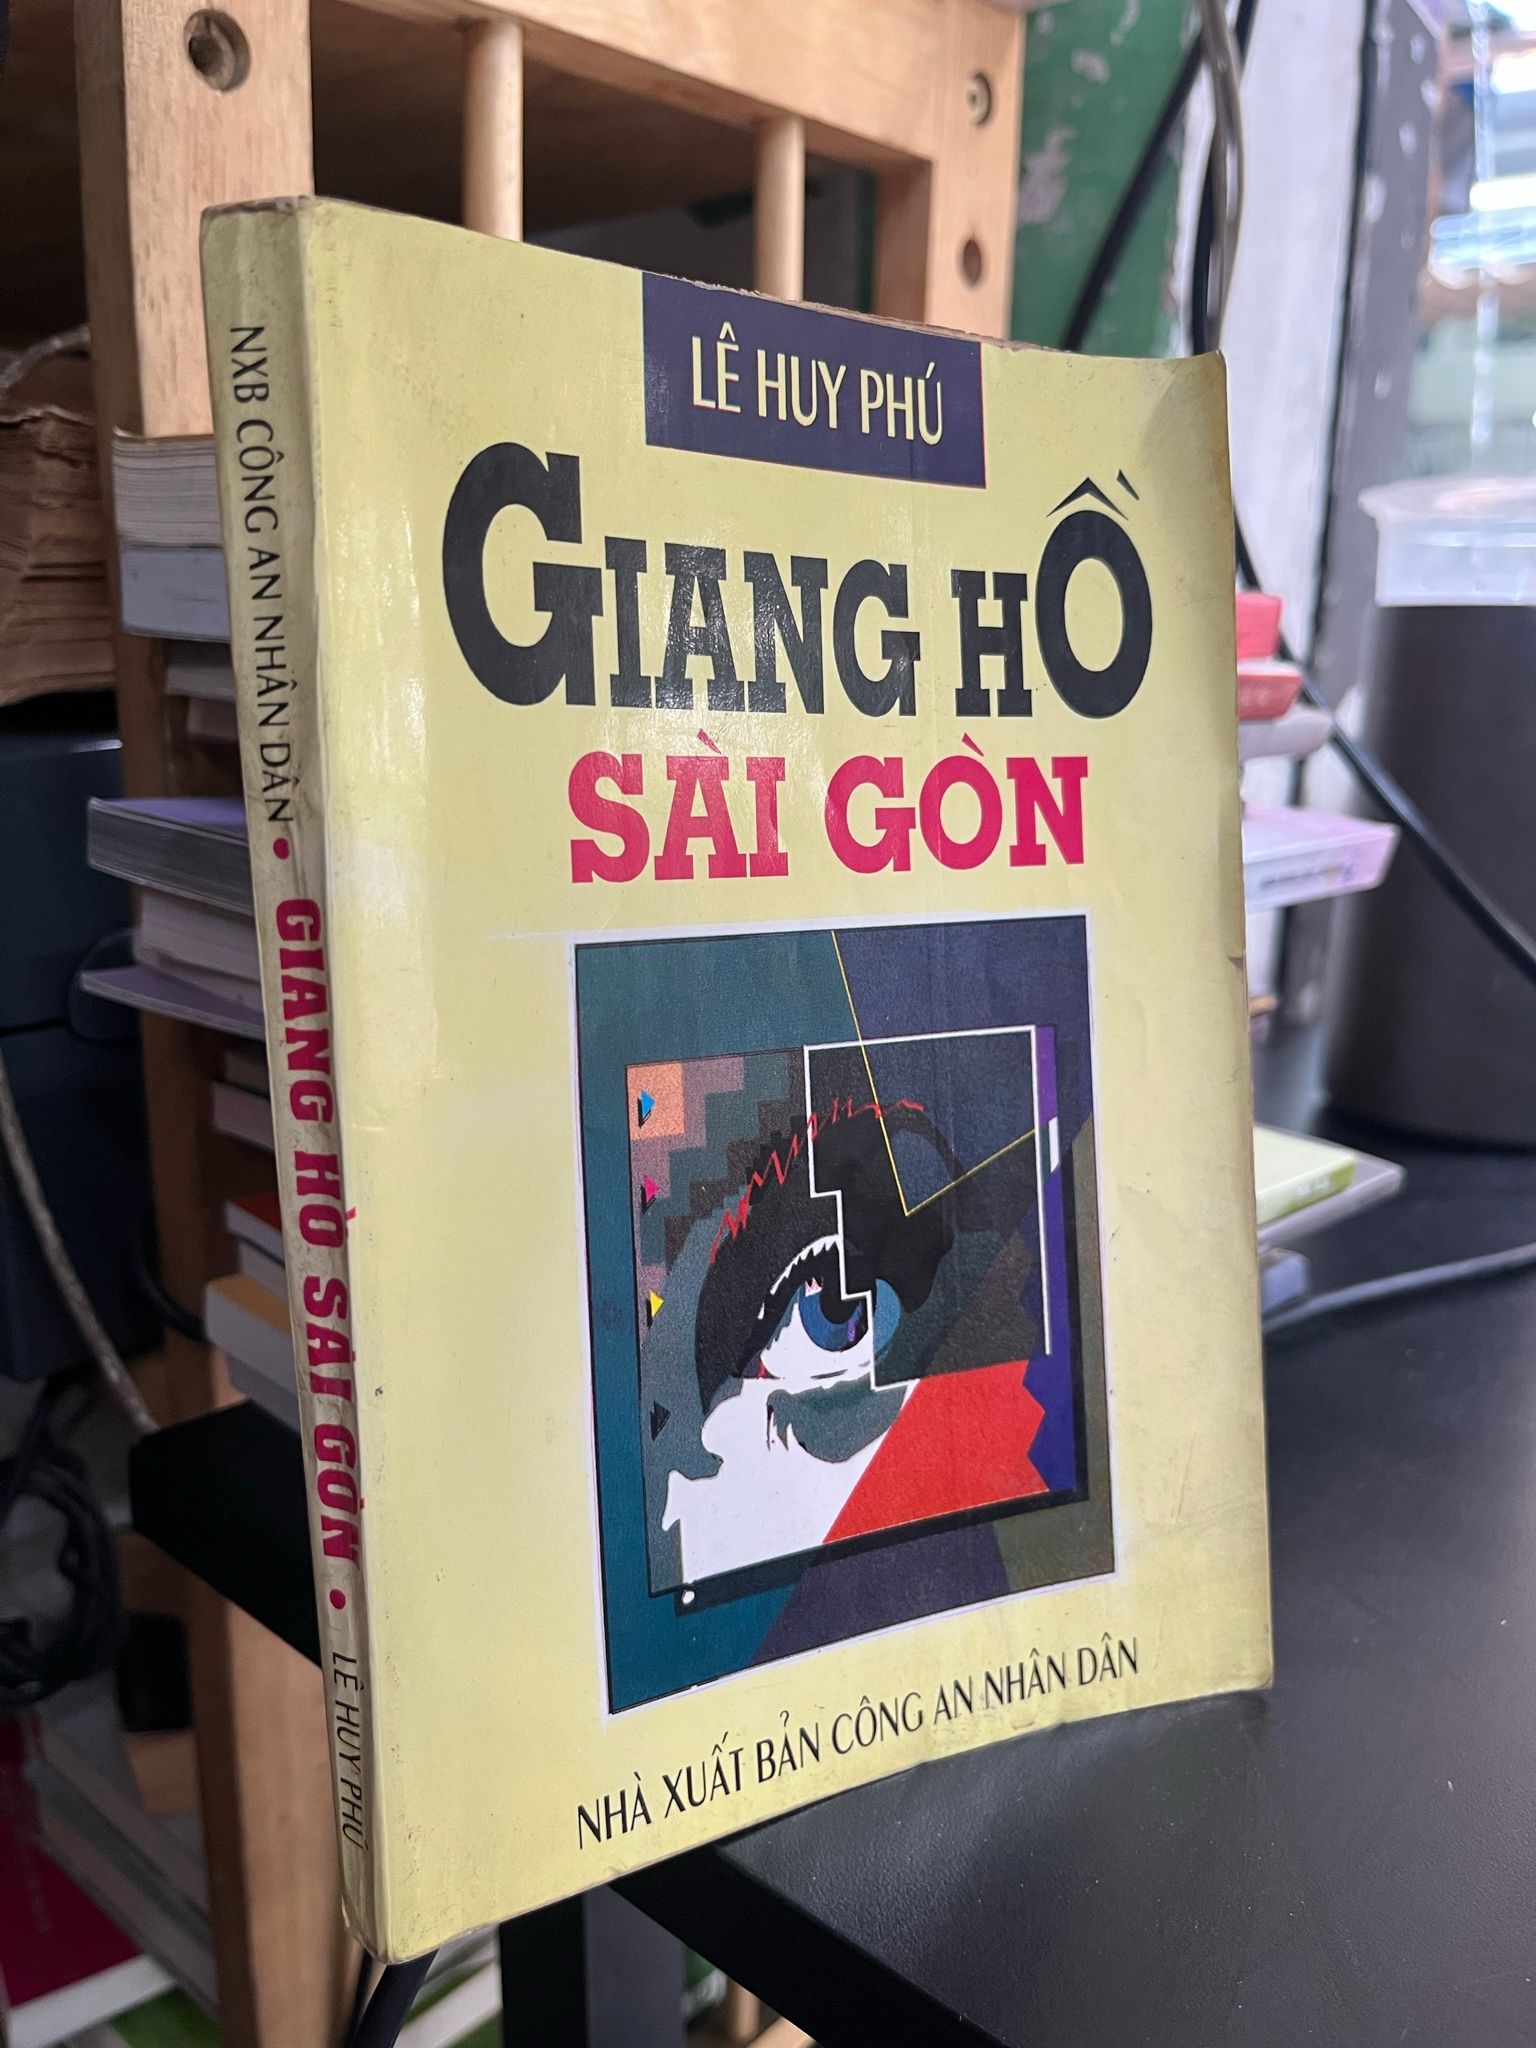 LÊ HUY PHÚ
GIANG HỒ
SÀI GÒN
NHÀ XUẤT BẢN CÔNG AN NHÂN DÂN
NXB CÔNG AN NHÂN DÂN • GIANG HỒ SÀI GÒN • LÊ HUY PHÚ